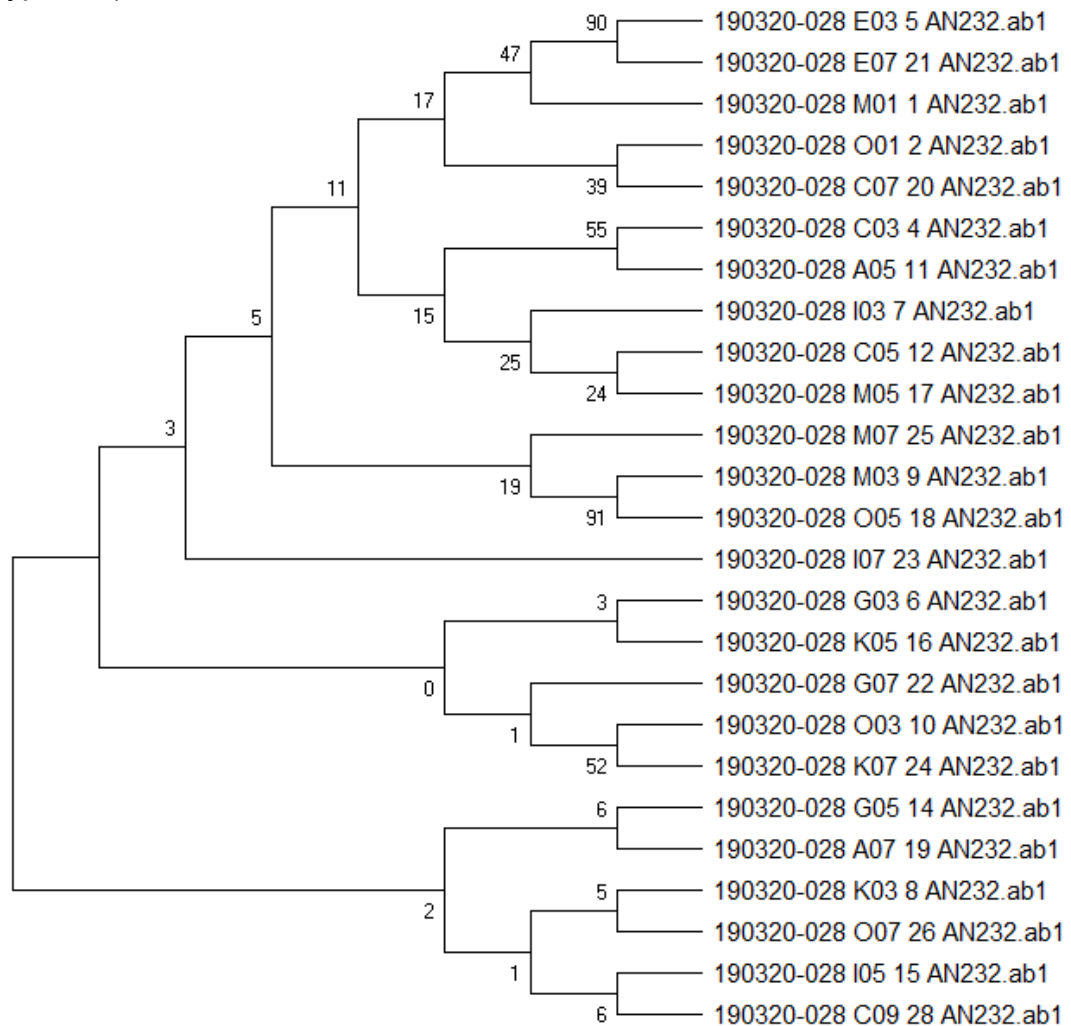 90
190320-028 E03 5 AN232.ab1
47
190320-028 E07 21 AN232.ab1
17
190320-028 M01 1 AN232.ab1
190320-028 O01 2 AN232.ab1
11
39
190320-028 C07 20 AN232.ab1
55
190320-028 C03 4 AN232.ab1
190320-028 A05 11 AN232.ab1
5
15
190320-028 I03 7 AN232.ab1
25
190320-028 C05 12 AN232.ab1
24
190320-028 M05 17 AN232.ab1
3
190320-028 M07 25 AN232.ab1
19
190320-028 M03 9 AN232.ab1
91
190320-028 O05 18 AN232.ab1
190320-028 I07 23 AN232.ab1
3
190320-028 G03 6 AN232.ab1
190320-028 K05 16 AN232.ab1
0
190320-028 G07 22 AN232.ab1
1
190320-028 O03 10 AN232.ab1
52
190320-028 K07 24 AN232.ab1
6
190320-028 G05 14 AN232.ab1
190320-028 A07 19 AN232.ab1
2
5
190320-028 K03 8 AN232.ab1
190320-028 O07 26 AN232.ab1
1
190320-028 I05 15 AN232.ab1
6
190320-028 C09 28 AN232.ab1